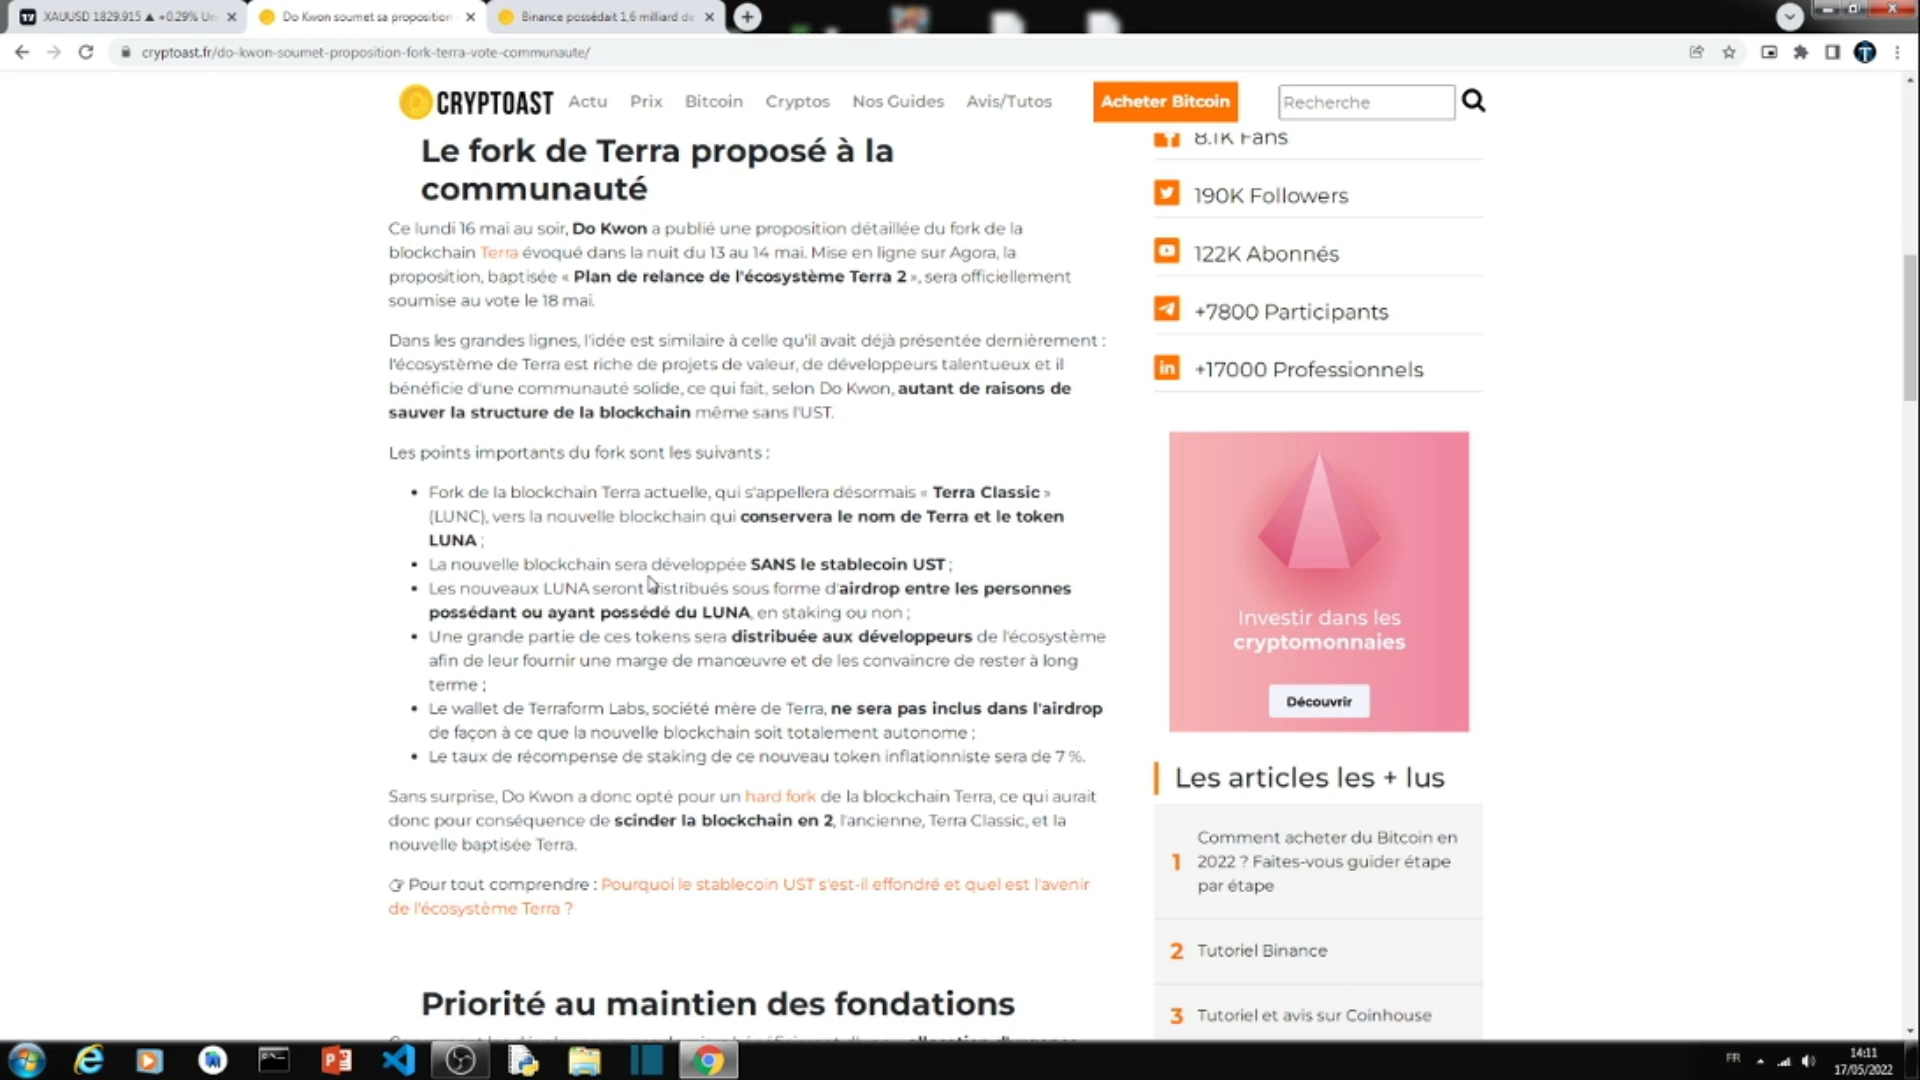 XAUUSD 1829.915 ▲ +0.29% Un
Do Kwon soumet sa proposition
Binance possédait 1,6 milliard de
cryptoast.fr/do-kwon-soumet-proposition-fork-terra-vote-communaute/
CRYPTOAST Actu Prix Bitcoin Cryptos Nos Guides Avis/Tutos Acheter Bitcoin Recherche
Le fork de Terra proposé à la
communauté
Ce lundi 16 mai au soir, Do Kwon a publié une proposition détaillée du fork de la
blockchain Terra évoqué dans la nuit du 13 au 14 mai. Mise en ligne sur Agora, la
proposition, baptisée « Plan de relance de l'écosystème Terra 2 », sera officiellement
soumise au vote le 18 mai.
Dans les grandes lignes, l'idée est similaire à celle qu'il avait déjà présentée dernièrement :
l'écosystème de Terra est riche de projets de valeur, de développeurs talentueux et il
bénéficie d'une communauté solide, ce qui fait, selon Do Kwon, autant de raisons de
sauver la structure de la blockchain même sans l'UST.
Les points importants du fork sont les suivants :
• Fork de la blockchain Terra actuelle, qui s'appellera désormais « Terra Classic »
(LUNC), vers la nouvelle blockchain qui conservera le nom de Terra et le token
LUNA ;
• La nouvelle blockchain sera développée SANS le stablecoin UST ;
• Les nouveaux LUNA seront distribués sous forme d'airdrop entre les personnes
possédant ou ayant possédé du LUNA, en staking ou non ;
• Une grande partie de ces tokens sera distribuée aux développeurs de l'écosystème
afin de leur fournir une marge de manœuvre et de les convaincre de rester à long
terme ;
• Le wallet de Terraform Labs, société mère de Terra, ne sera pas inclus dans l'airdrop
de façon à ce que la nouvelle blockchain soit totalement autonome ;
• Le taux de récompense de staking de ce nouveau token inflationniste sera de 7 %.
Sans surprise, Do Kwon a donc opté pour un hard fork de la blockchain Terra, ce qui aurait
donc pour conséquence de scinder la blockchain en 2, l'ancienne, Terra Classic, et la
nouvelle baptisée Terra.
👉 Pour tout comprendre : Pourquoi le stablecoin UST s'est-il effondré et quel est l'avenir
de l'écosystème Terra ?
Priorité au maintien des fondations
8.1K Fans
190K Followers
122K Abonnés
+7800 Participants
+17000 Professionnels
Investir dans les
cryptomonnaies
Découvrir
Les articles les + lus
1 Comment acheter du Bitcoin en
2022 ? Faites-vous guider étape
par étape
2 Tutoriel Binance
3 Tutoriel et avis sur Coinhouse
FR
14:11
17/05/2022